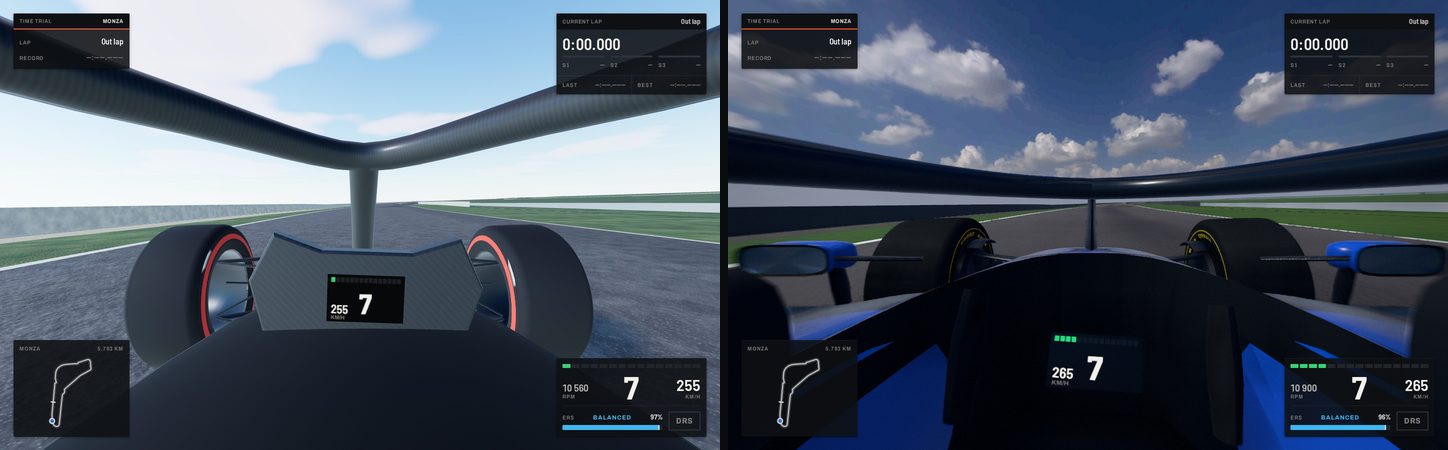 TIME TRIAL MONZA
LAP Out lap
RECORD –:––.–––
CURRENT LAP Out lap
0:00.000
S1 – S2 – S3 –
LAST –:––.––– BEST –:––.–––
255 7
KM/H
MONZA 5.793 KM
10 560 7 255
RPM KM/H
ERS BALANCED 97% DRS
TIME TRIAL MONZA
LAP Out lap
RECORD –:––.–––
CURRENT LAP Out lap
0:00.000
S1 – S2 – S3 –
LAST –:––.––– BEST –:––.–––
265 7
KM/H
MONZA 5.793 KM
10 900 7 265
RPM KM/H
ERS BALANCED 96% DRS